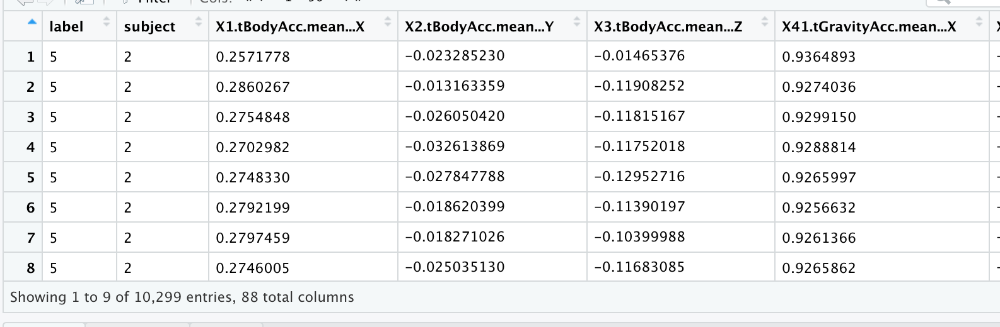 label subject X1.tBodyAcc.mean...X X2.tBodyAcc.mean...Y X3.tBodyAcc.mean...Z X41.tGravityAcc.mean...X
1 5 2 0.2571778 −0.023285230 −0.01465376 0.9364893
2 5 2 0.2860267 −0.013163359 −0.11908252 0.9274036
3 5 2 0.2754848 −0.026050420 −0.11815167 0.9299150
4 5 2 0.2702982 −0.032613869 −0.11752018 0.9288814
5 5 2 0.2748330 −0.027847788 −0.12952716 0.9265997
6 5 2 0.2792199 −0.018620399 −0.11390197 0.9256632
7 5 2 0.2797459 −0.018271026 −0.10399988 0.9261366
8 5 2 0.2746005 −0.025035130 −0.11683085 0.9265862
Showing 1 to 9 of 10,299 entries, 88 total columns